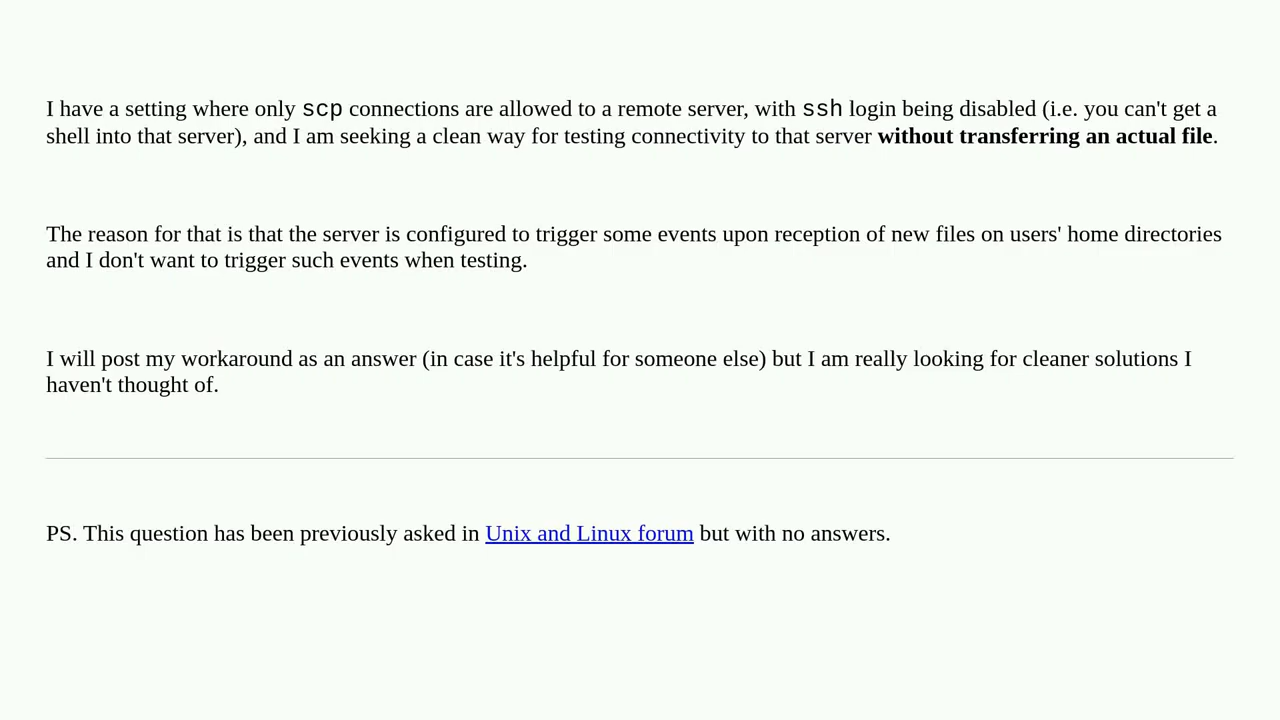 I have a setting where only scp connections are allowed to a remote server, with ssh login being disabled (i.e. you can't get a
shell into that server), and I am seeking a clean way for testing connectivity to that server without transferring an actual file.
The reason for that is that the server is configured to trigger some events upon reception of new files on users' home directories
and I don't want to trigger such events when testing.
I will post my workaround as an answer (in case it's helpful for someone else) but I am really looking for cleaner solutions I
haven't thought of.
PS. This question has been previously asked in Unix and Linux forum but with no answers.